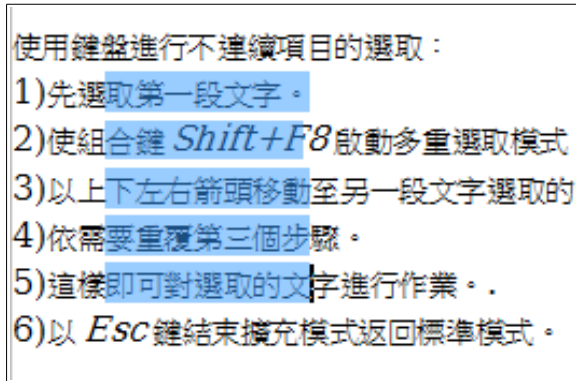 使用鍵盤進行不連續項目的選取：
1)先選取第一段文字。
2)使組合鍵 Shift+F8 啟動多重選取模式
3)以上下左右箭頭移動至另一段文字選取的
4)依需要重覆第三個步驟。
5)這樣即可對選取的文字進行作業。.
6)以 Esc 鍵結束擴充模式返回標準模式。